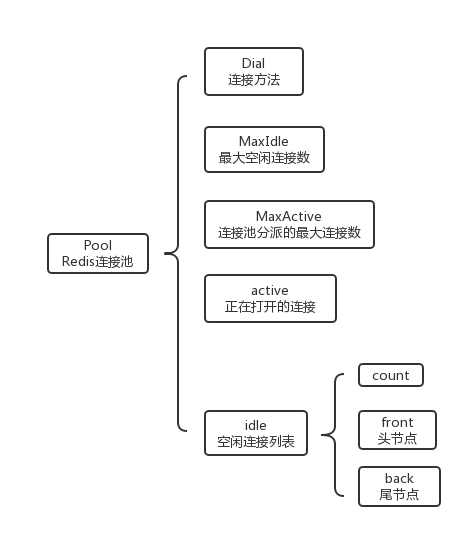 Dial
连接方法
MaxIdle
最大空闲连接数
MaxActive
连接池分派的最大连接数
Pool
Redis连接池
active
正在打开的连接
count
idle
空闲连接列表
front
头节点
back
尾节点